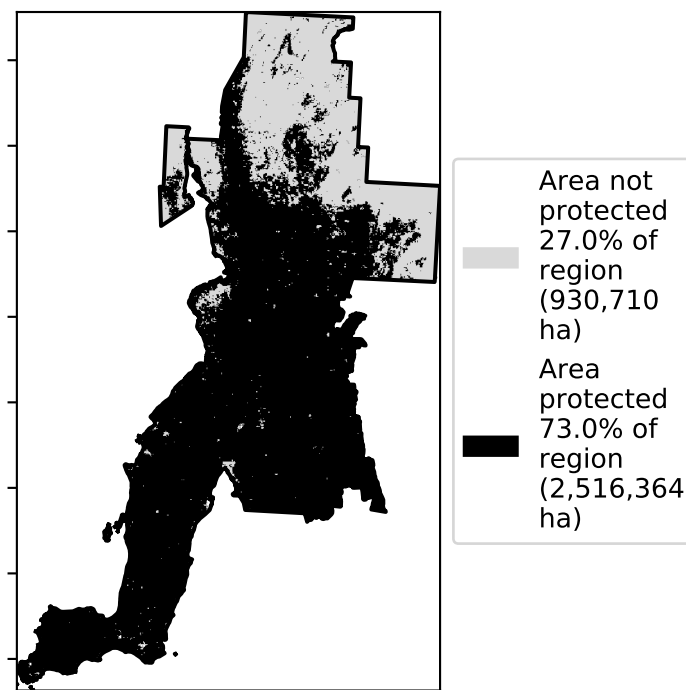 Area not
protected
27.0% of
region
(930,710
ha)
Area
protected
73.0% of
region
(2,516,364
ha)